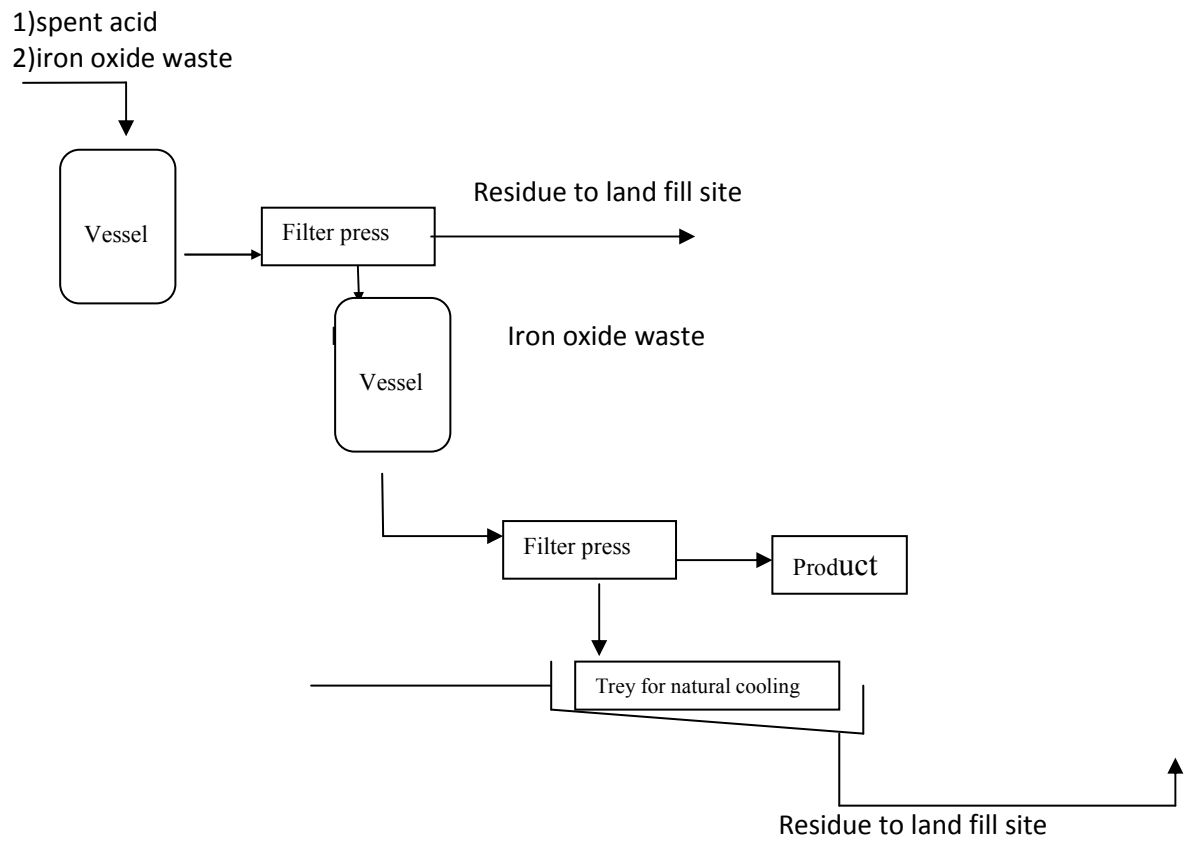 1)spent acid
2)iron oxide waste
Residue to land fill site
Vessel
Filter press
Iron oxide waste
Vessel
Filter press
Product
Trey for natural cooling
Residue to land fill site